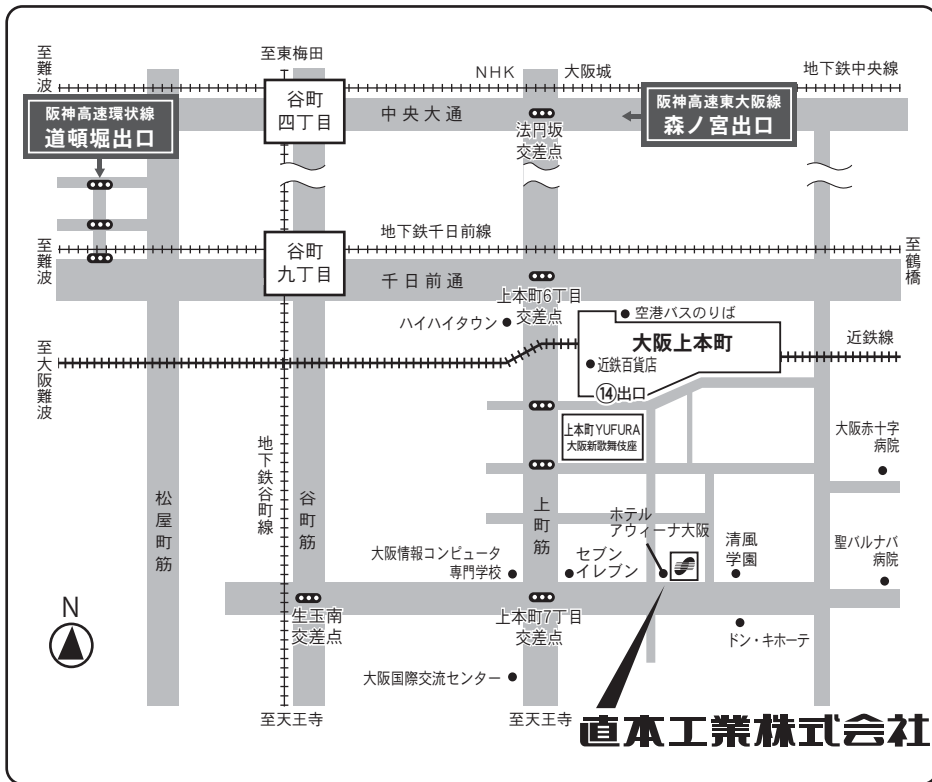 至難波
至東梅田
NHK
大阪城
地下鉄中央線
阪神高速環状線
道頓堀出口
谷町
四丁目
中央大通
法円坂
交差点
阪神高速東大阪線
森ノ宮出口
至難波
地下鉄千日前線
至鶴橋
谷町
九丁目
千日前通
上本町6丁目
交差点
ハイハイタウン
空港バスのりば
大阪上本町
近鉄百貨店
⑭出口
近鉄線
至大阪難波
上本町YUFURA
大阪新歌舞伎座
大阪赤十字
病院
地下鉄谷町線
松屋町筋
谷町筋
上町筋
ホテル
アウィーナ大阪
大阪情報コンピュータ
専門学校
セブン
イレブン
清風
学園
聖バルナバ
病院
N
生玉南
交差点
上本町7丁目
交差点
ドン・キホーテ
大阪国際交流センター
至天王寺
至天王寺
直本工業株式会社